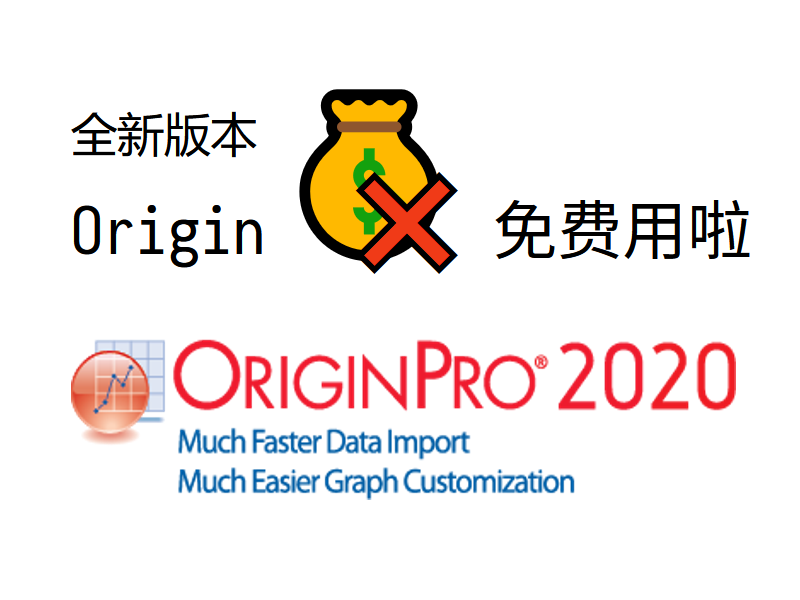 全新版本
Origin
免费用啦
$
ORIGINPRO® 2020
Much Faster Data Import
Much Easier Graph Customization